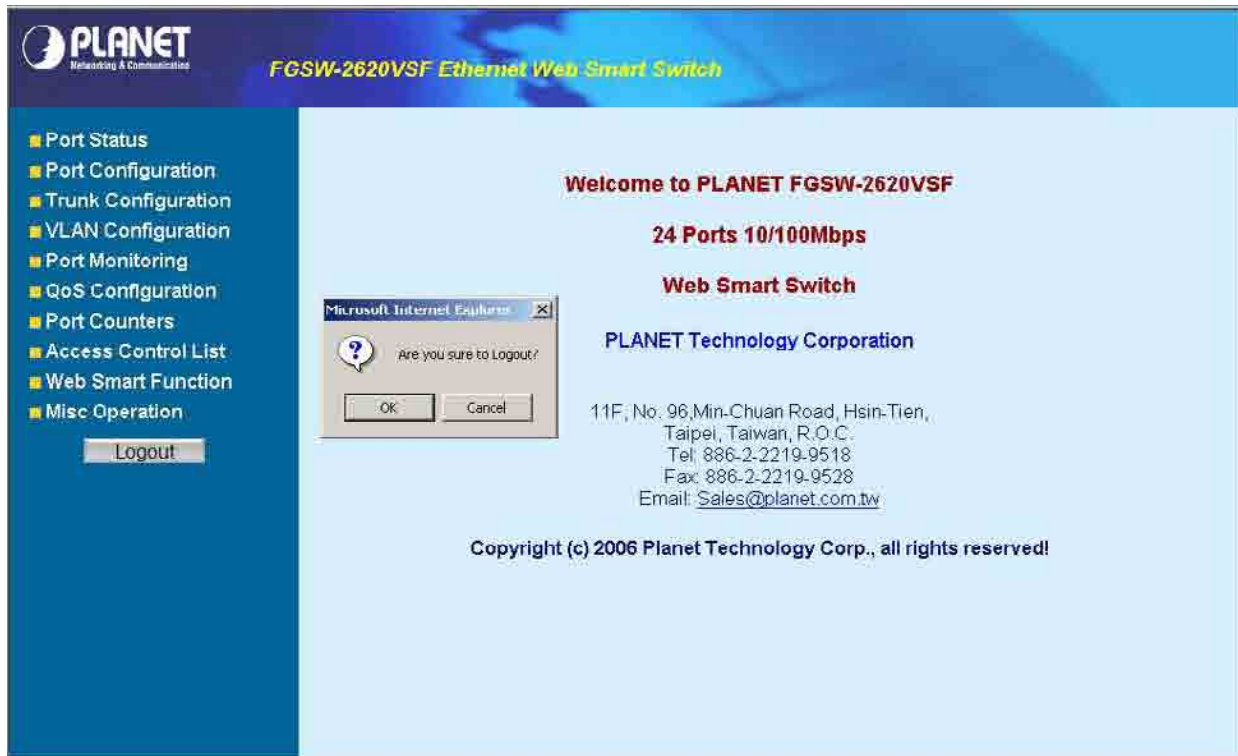 PLANET
Networking & Communication
FGSW-2620VSF Ethernet Web Smart Switch
Port Status
Port Configuration
Trunk Configuration
VLAN Configuration
Port Monitoring
QoS Configuration
Port Counters
Access Control List
Web Smart Function
Misc Operation
Logout
Welcome to PLANET FGSW-2620VSF
24 Ports 10/100Mbps
Web Smart Switch
PLANET Technology Corporation
Microsoft Internet Explorer
Are you sure to Logout?
OK
Cancel
11F, No. 96,Min-Chuan Road, Hsin-Tien,
Taipei, Taiwan, R.O.C.
Tel: 886-2-2219-9518
Fax: 886-2-2219-9528
Email: Sales@planet.com.tw
Copyright (c) 2006 Planet Technology Corp., all rights reserved!